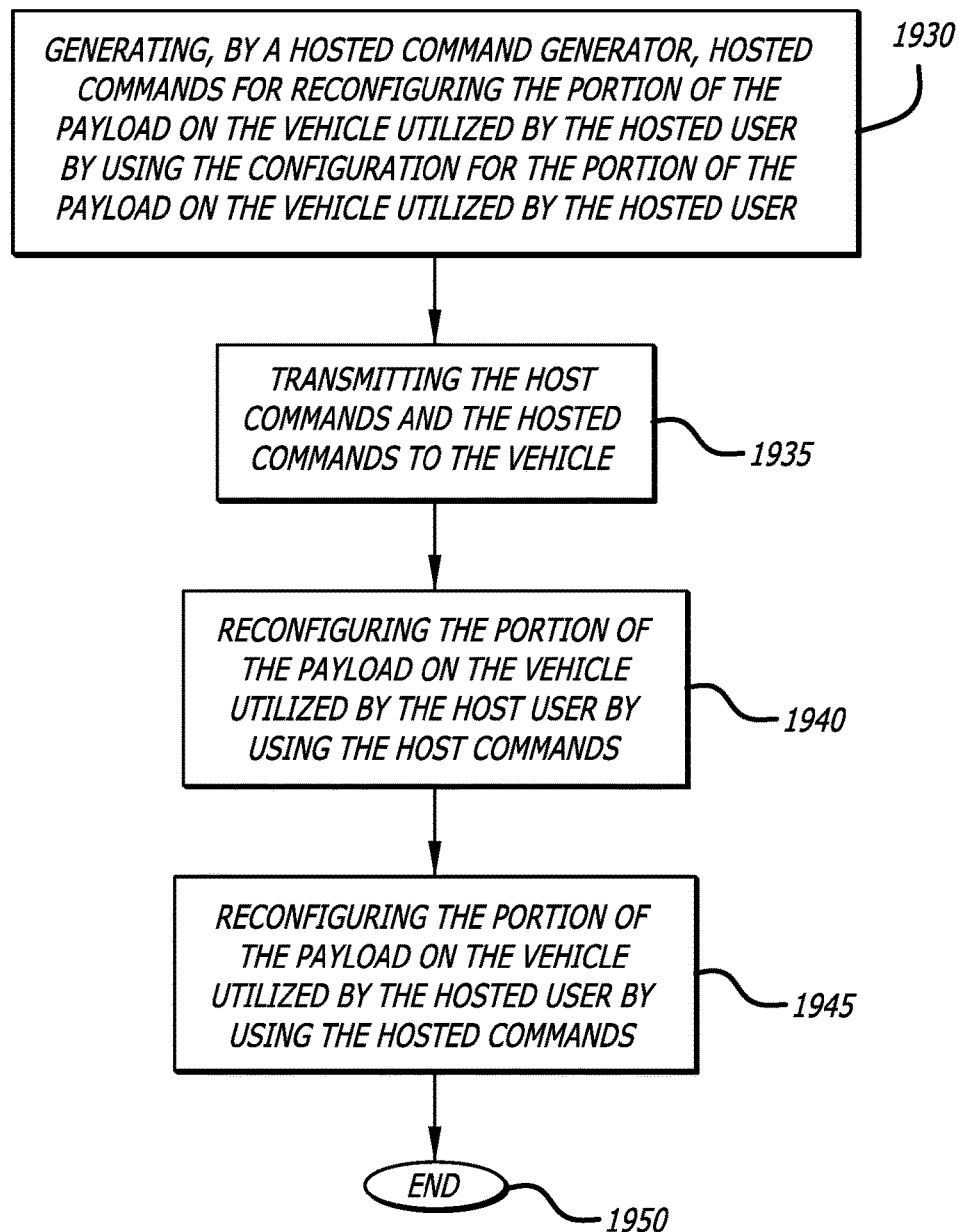 GENERATING, BY A HOSTED COMMAND GENERATOR, HOSTED
COMMANDS FOR RECONFIGURING THE PORTION OF THE
PAYLOAD ON THE VEHICLE UTILIZED BY THE HOSTED USER
BY USING THE CONFIGURATION FOR THE PORTION OF THE
PAYLOAD ON THE VEHICLE UTILIZED BY THE HOSTED USER
1930
TRANSMITTING THE HOST
COMMANDS AND THE HOSTED
COMMANDS TO THE VEHICLE
1935
RECONFIGURING THE PORTION OF
THE PAYLOAD ON THE VEHICLE
UTILIZED BY THE HOST USER BY
USING THE HOST COMMANDS
1940
RECONFIGURING THE PORTION OF
THE PAYLOAD ON THE VEHICLE
UTILIZED BY THE HOSTED USER BY
USING THE HOSTED COMMANDS
1945
END
1950